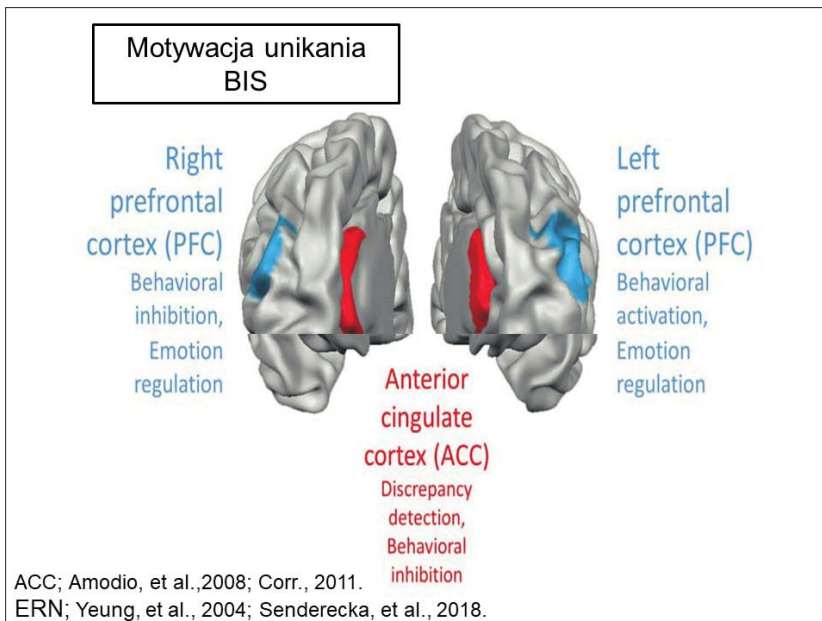 Motywacja unikania
BIS
Right
prefrontal
cortex (PFC)
Behavioral
inhibition,
Emotion
regulation
Left
prefrontal
cortex (PFC)
Behavioral
activation,
Emotion
regulation
Anterior
cingulate
cortex (ACC)
Discrepancy
detection,
Behavioral
inhibition
ACC; Amodio, et al.,2008; Corr., 2011.
ERN; Yeung, et al., 2004; Senderecka, et al., 2018.